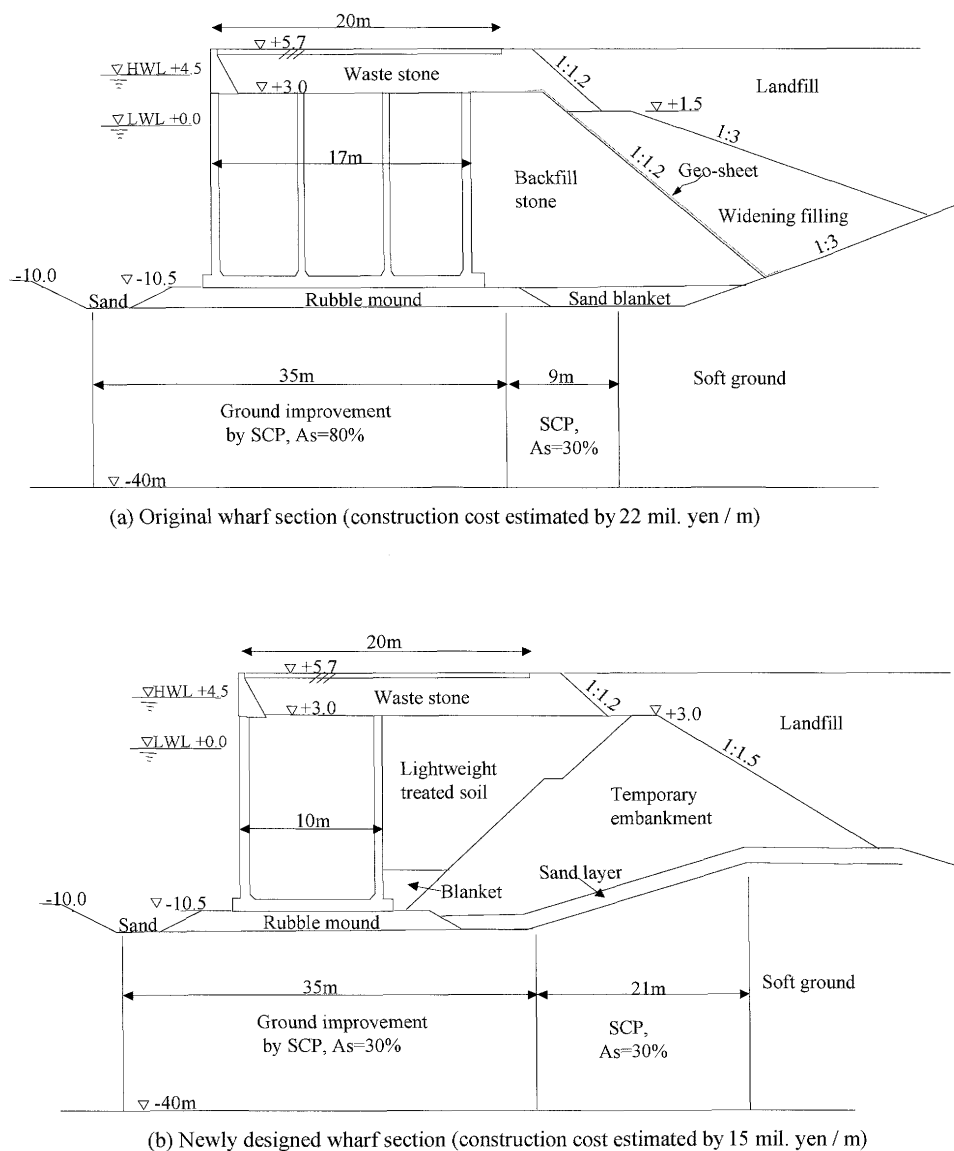 20m
▽+5.7
▽HWL +4.5
Waste stone
1:1.2
Landfill
▽+3.0
▽+1.5
▽LWL +0.0
1:3
17m
1:1.2
Geo-sheet
Backfill
stone
Widening filling
1:3
-10.0
▽-10.5
Sand
Rubble mound
Sand blanket
35m
9m
Soft ground
Ground improvement
by SCP, As=80%
SCP,
As=30%
▽ -40m
(a) Original wharf section (construction cost estimated by 22 mil. yen / m)
20m
▽+5.7
▽HWL +4.5
Waste stone
1:1.2
▽+3.0
▽+3.0
Landfill
▽LWL +0.0
1:1.5
Lightweight
treated soil
Temporary
embankment
10m
Sand layer
Blanket
-10.0
▽-10.5
Sand
Rubble mound
35m
21m
Soft ground
Ground improvement
by SCP, As=30%
SCP,
As=30%
▽ -40m
(b) Newly designed wharf section (construction cost estimated by 15 mil. yen / m)